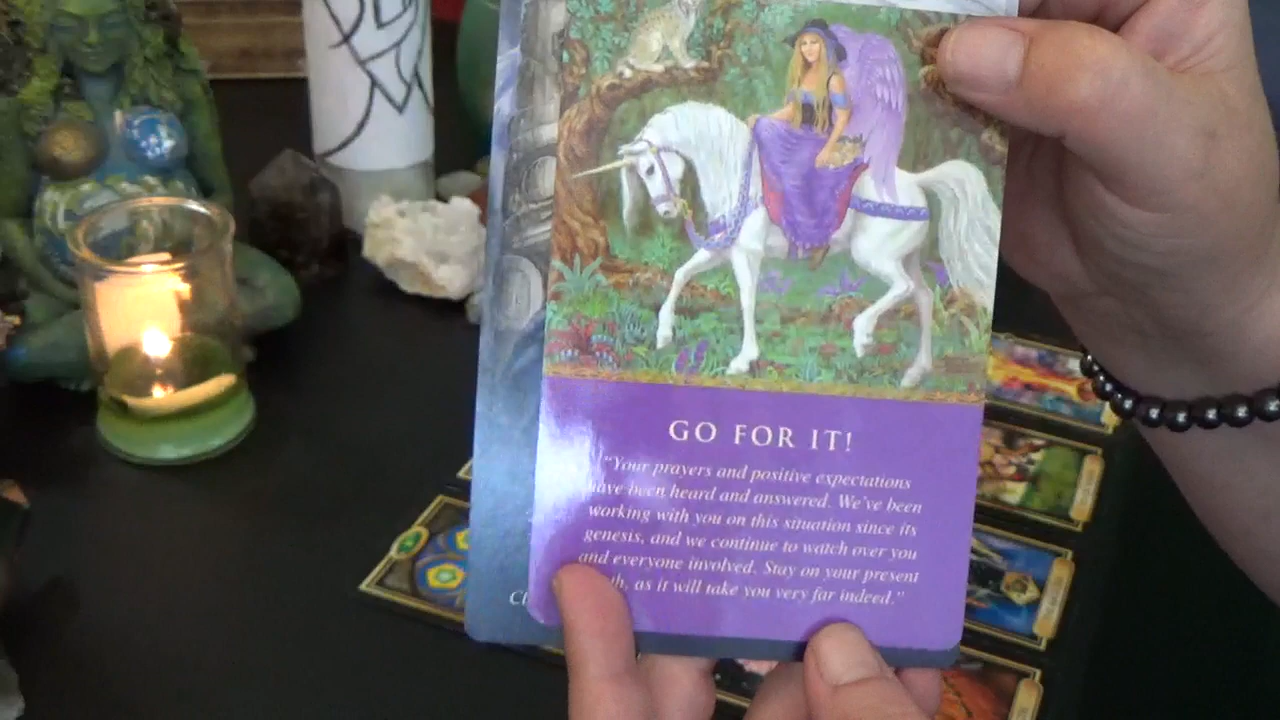 GO FOR IT!
"Your prayers and positive expectations
have been heard and answered. We've been
working with you on this situation since its
genesis, and we continue to watch over you
and everyone involved. Stay on your present
as it will take you very far indeed."